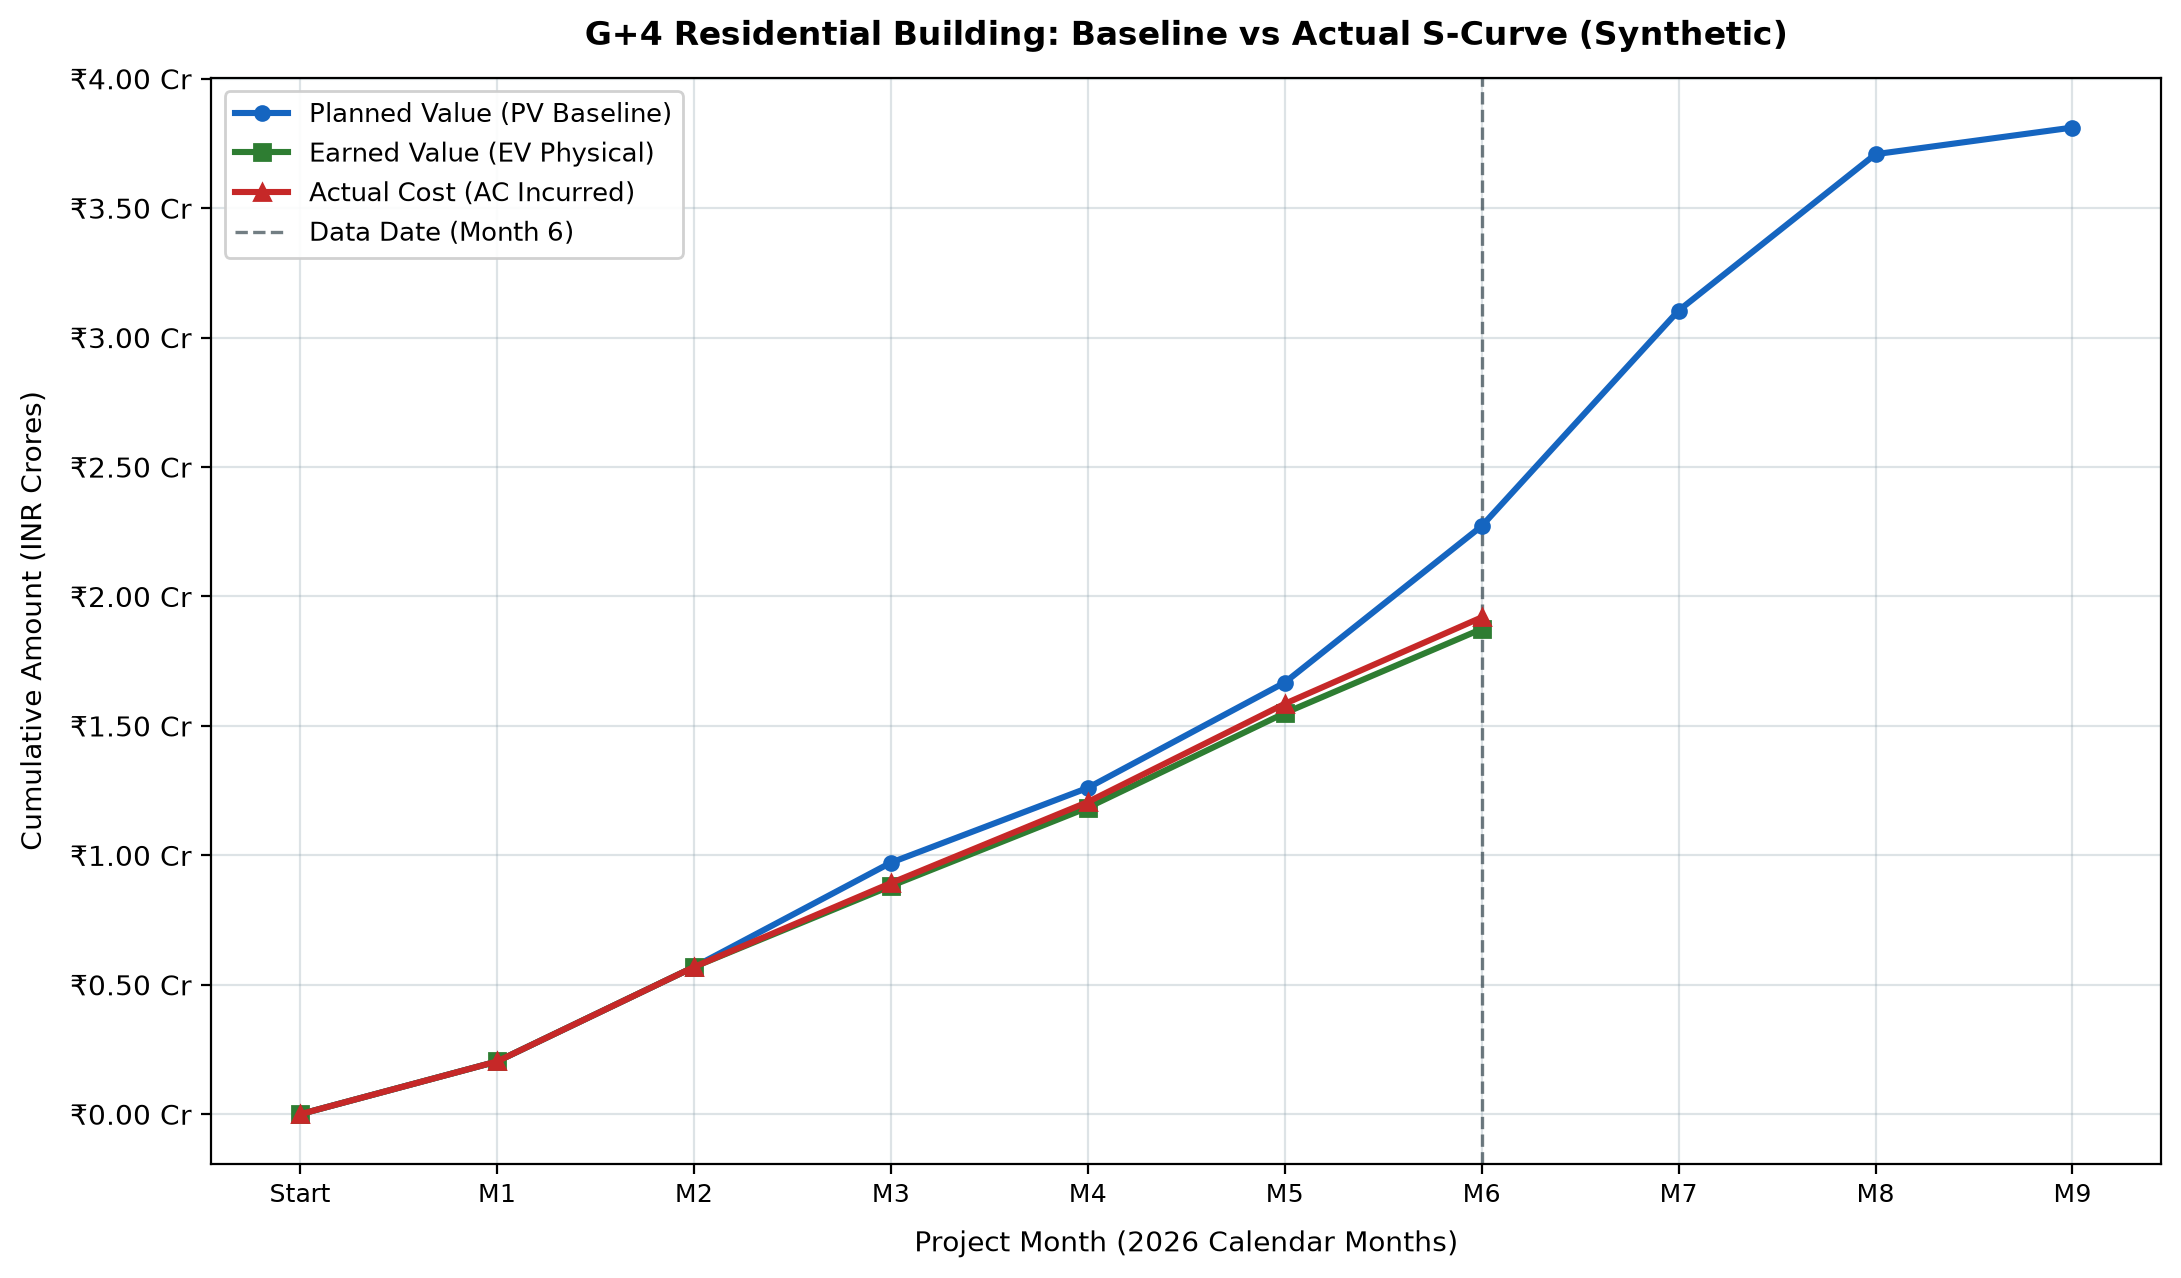 G+4 Residential Building: Baseline vs Actual S-Curve (Synthetic)
₹4.00 Cr
₹3.50 Cr
₹3.00 Cr
₹2.50 Cr
₹2.00 Cr
₹1.50 Cr
₹1.00 Cr
₹0.50 Cr
₹0.00 Cr
Cumulative Amount (INR Crores)
Planned Value (PV Baseline)
Earned Value (EV Physical)
Actual Cost (AC Incurred)
Data Date (Month 6)
Start M1 M2 M3 M4 M5 M6 M7 M8 M9
Project Month (2026 Calendar Months)